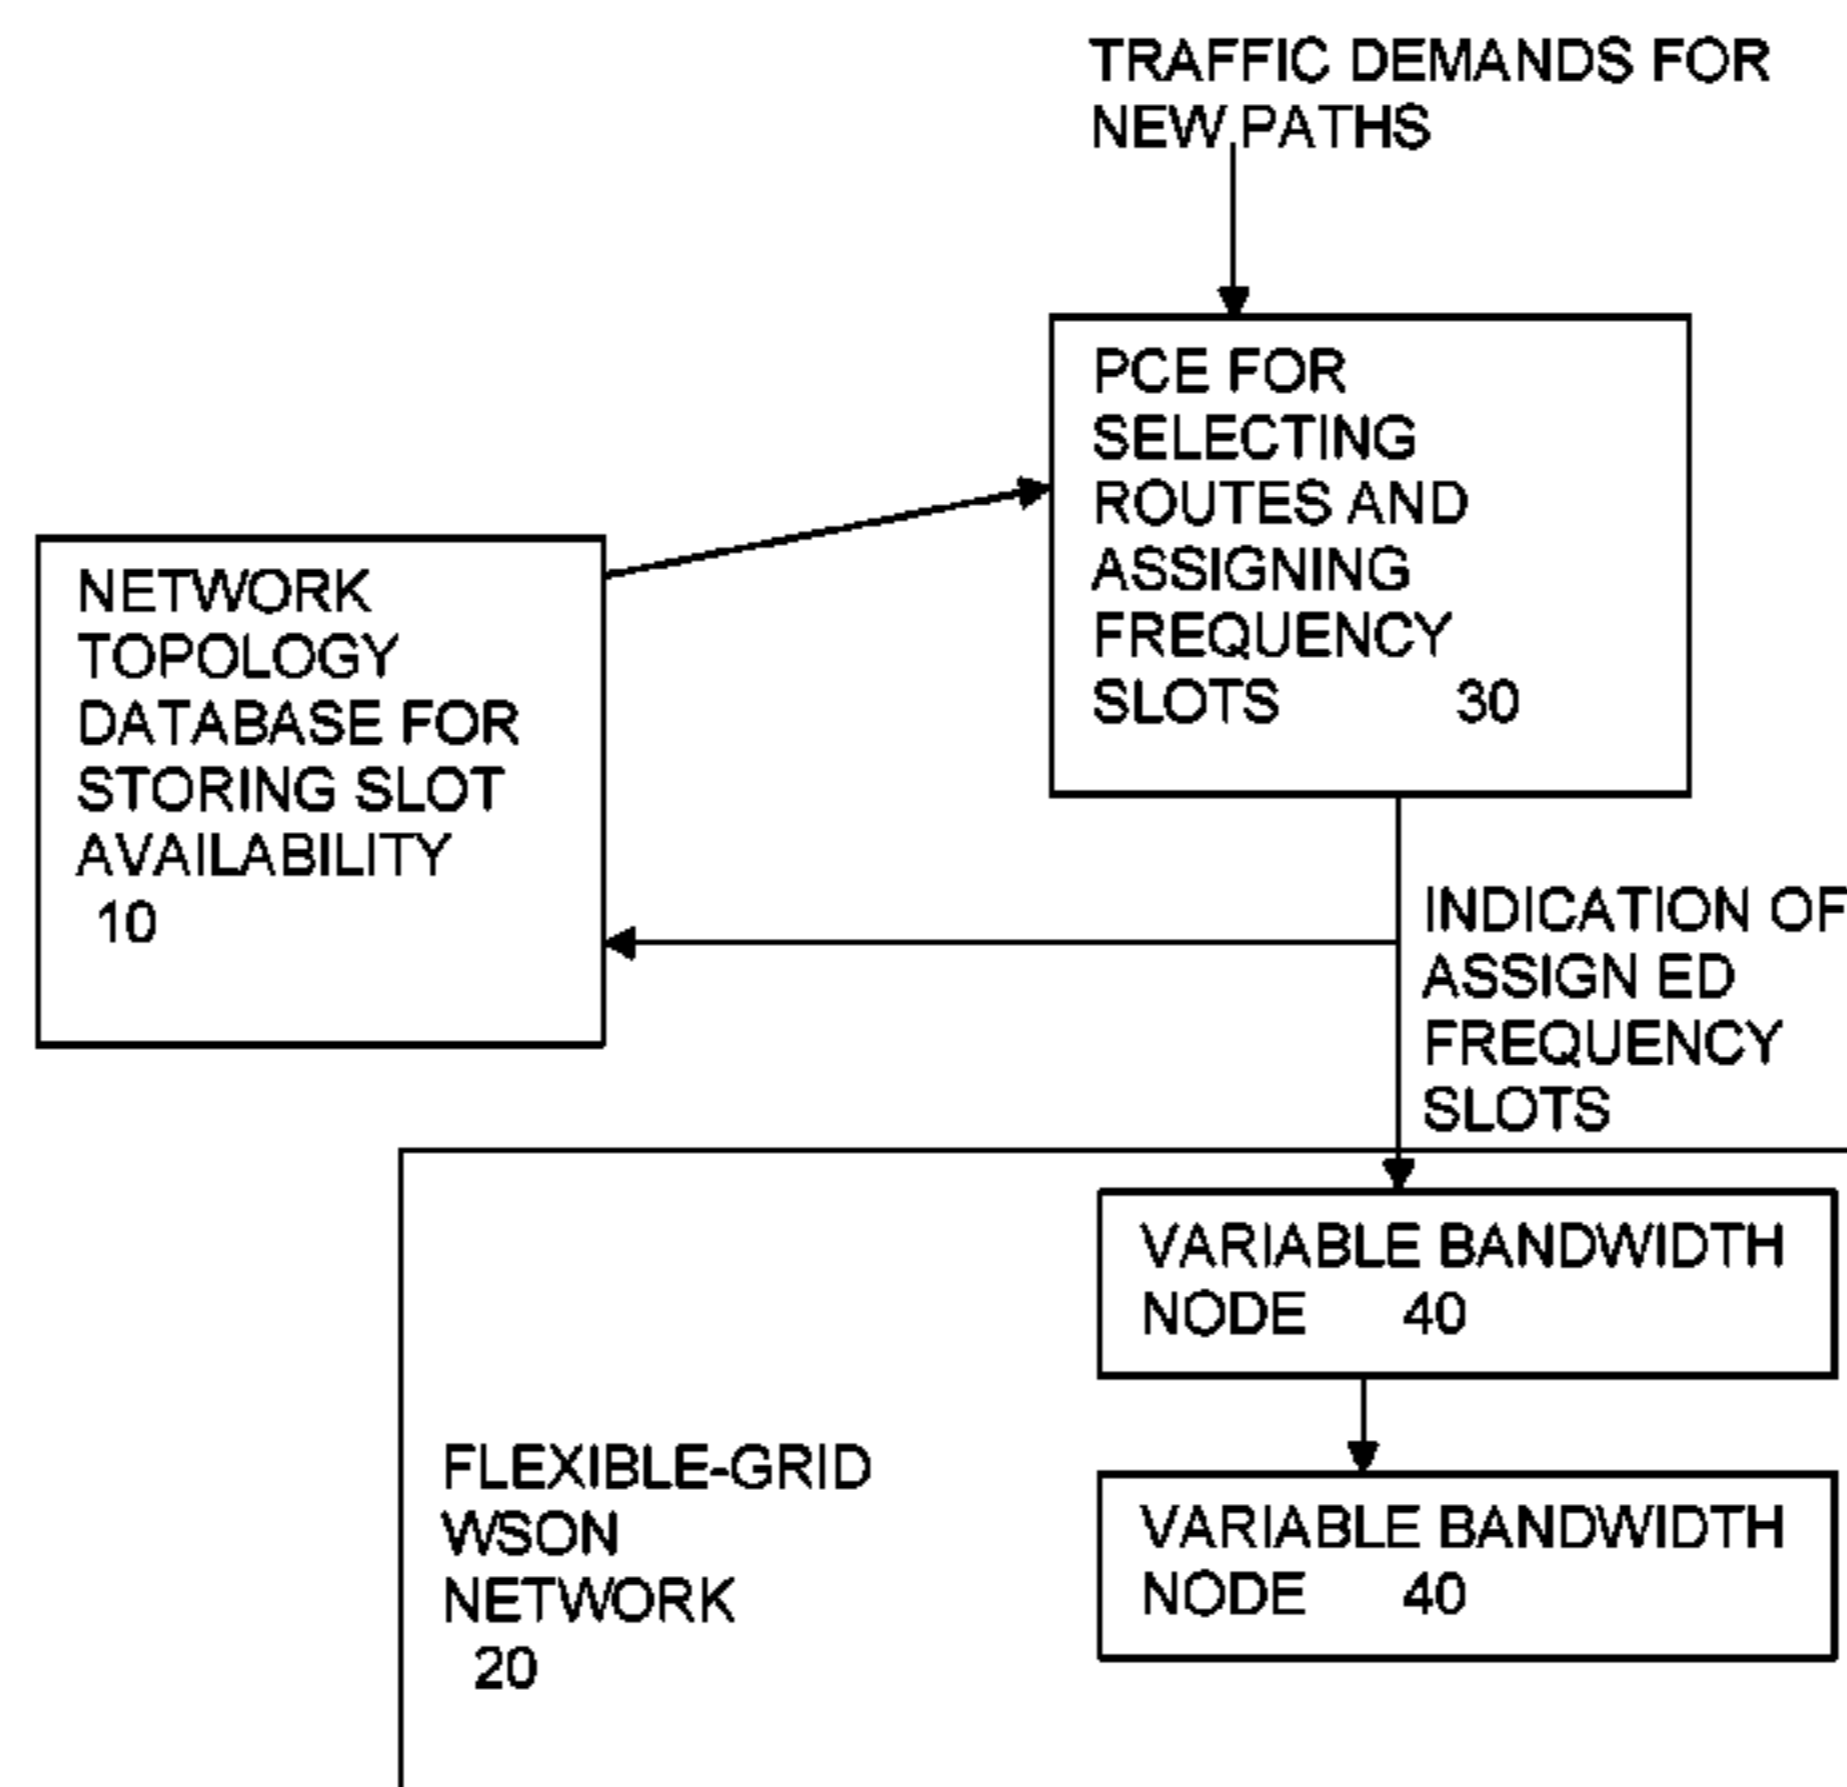 TRAFFIC DEMANDS FOR
NEW PATHS
PCE FOR
SELECTING
ROUTES AND
ASSIGNING
FREQUENCY
SLOTS 30
NETWORK
TOPOLOGY
DATABASE FOR
STORING SLOT
AVAILABILITY
10
INDICATION OF
ASSIGN ED
FREQUENCY
SLOTS
VARIABLE BANDWIDTH
NODE 40
FLEXIBLE-GRID
WSON
NETWORK
20
VARIABLE BANDWIDTH
NODE 40